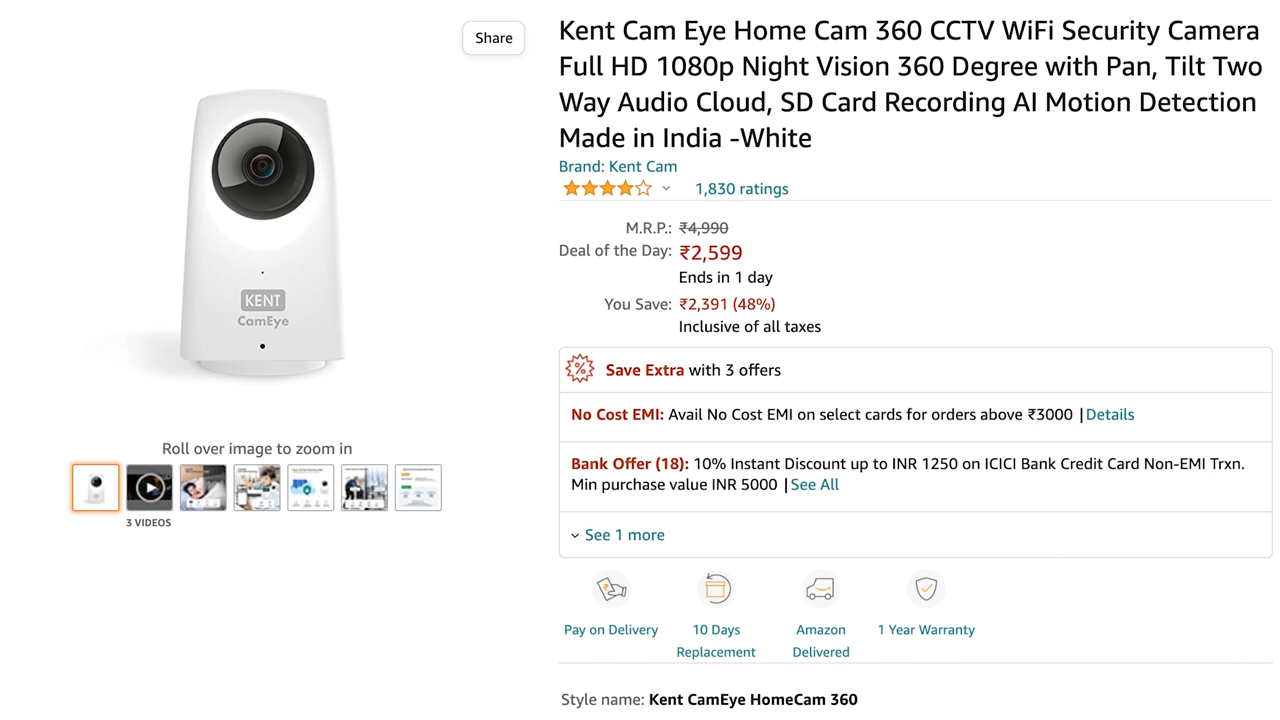 Share
KENT
CamEye
Roll over image to zoom in
3 VIDEOS
Kent Cam Eye Home Cam 360 CCTV WiFi Security Camera
Full HD 1080p Night Vision 360 Degree with Pan, Tilt Two
Way Audio Cloud, SD Card Recording AI Motion Detection
Made in India -White
Brand: Kent Cam
1,830 ratings
M.R.P.: ₹4,990
Deal of the Day: ₹2,599
Ends in 1 day
You Save: ₹2,391 (48%)
Inclusive of all taxes
% Save Extra with 3 offers
No Cost EMI: Avail No Cost EMI on select cards for orders above ₹3000 | Details
Bank Offer (18): 10% Instant Discount up to INR 1250 on ICICI Bank Credit Card Non-EMI Trxn.
Min purchase value INR 5000 | See All
See 1 more
Pay on Delivery
10 Days
Replacement
Amazon
Delivered
1 Year Warranty
Style name: Kent CamEye HomeCam 360